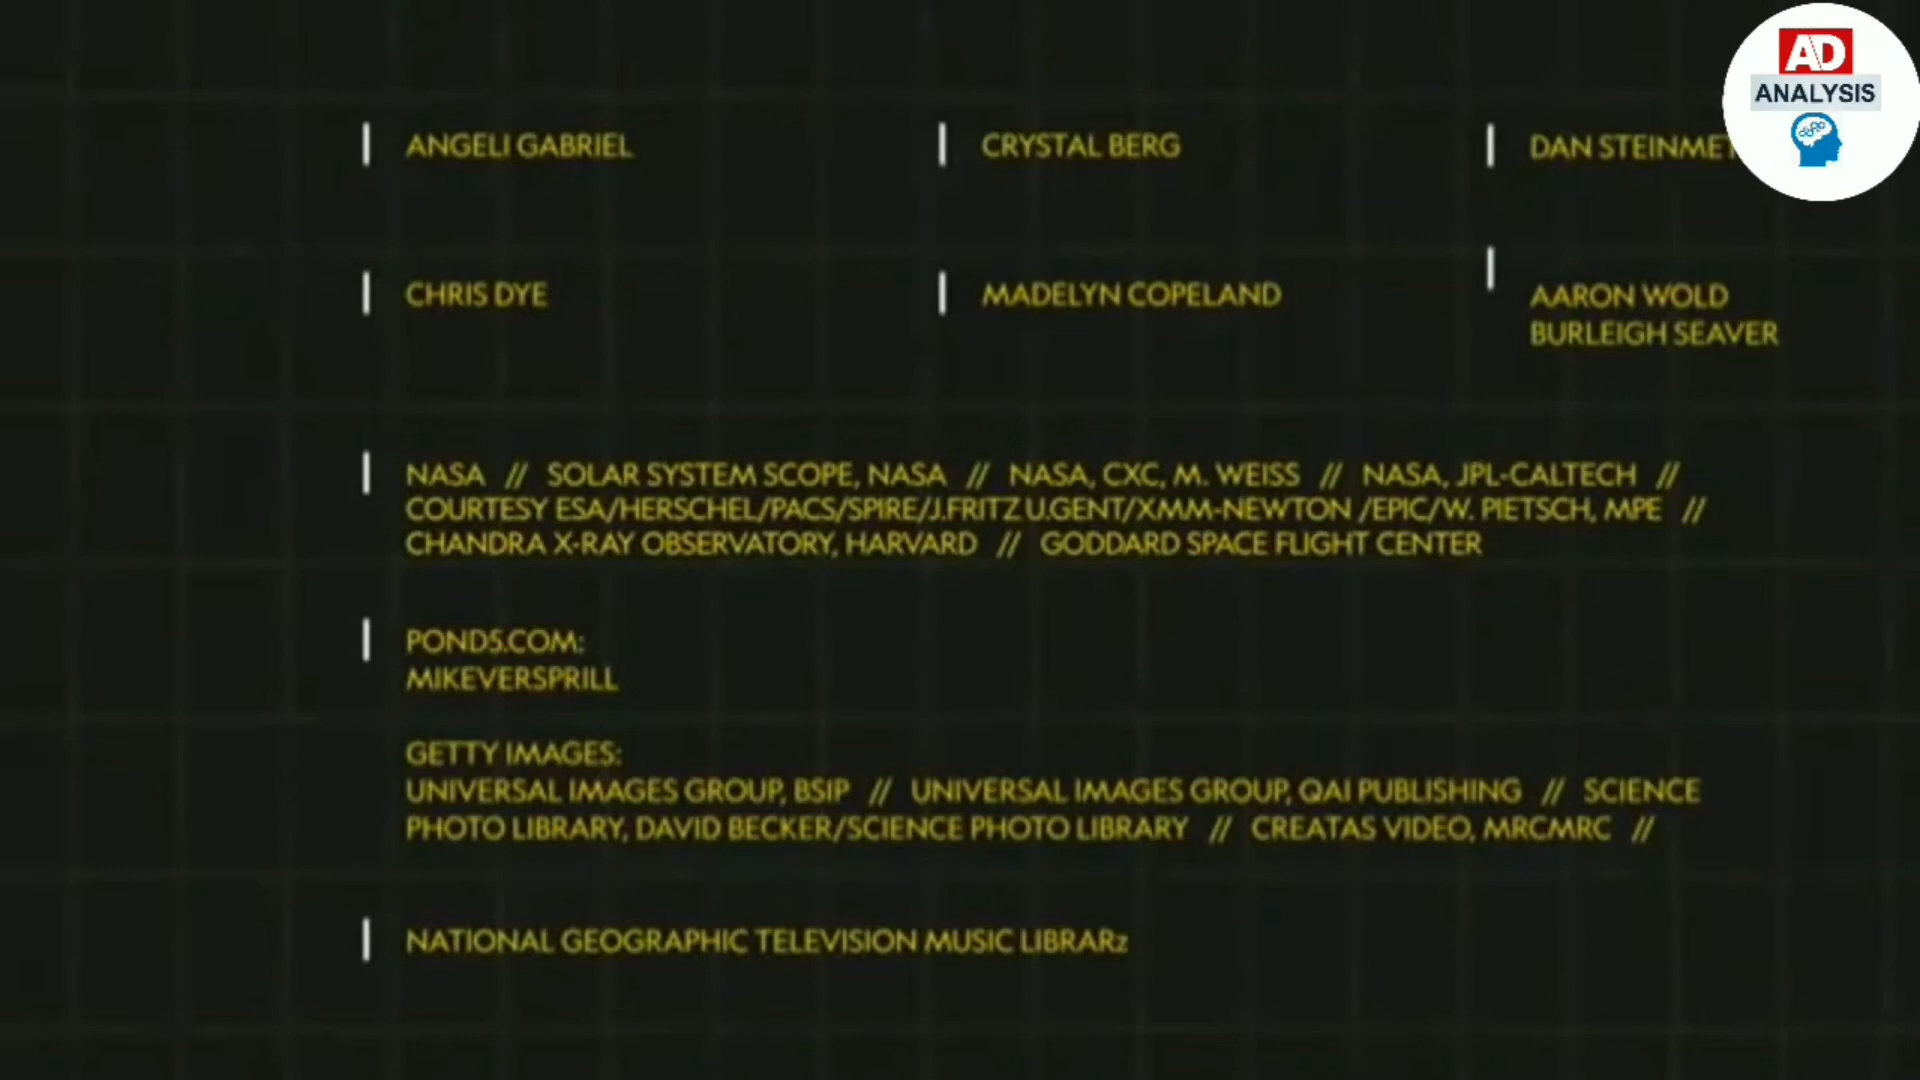 ANGELI GABRIEL
CRYSTAL BERG
DAN STEINMET
AD
ANALYSIS
CHRIS DYE
MADELYN COPELAND
AARON WOLD
BURLEIGH SEAVER
NASA // SOLAR SYSTEM SCOPE, NASA // NASA, CXC, M. WEISS // NASA, JPL-CALTECH //
COURTESY ESA/HERSCHEL/PACS/SPIRE/J.FRITZ U.GENT/XMM-NEWTON /EPIC/W. PIETSCH, MPE //
CHANDRA X-RAY OBSERVATORY, HARVARD // GODDARD SPACE FLIGHT CENTER
POND5.COM:
MIKEVERSPRILL
GETTY IMAGES:
UNIVERSAL IMAGES GROUP, BSIP // UNIVERSAL IMAGES GROUP, QAI PUBLISHING // SCIENCE
PHOTO LIBRARY, DAVID BECKER/SCIENCE PHOTO LIBRARY // CREATAS VIDEO, MRCMRC //
NATIONAL GEOGRAPHIC TELEVISION MUSIC LIBRARz